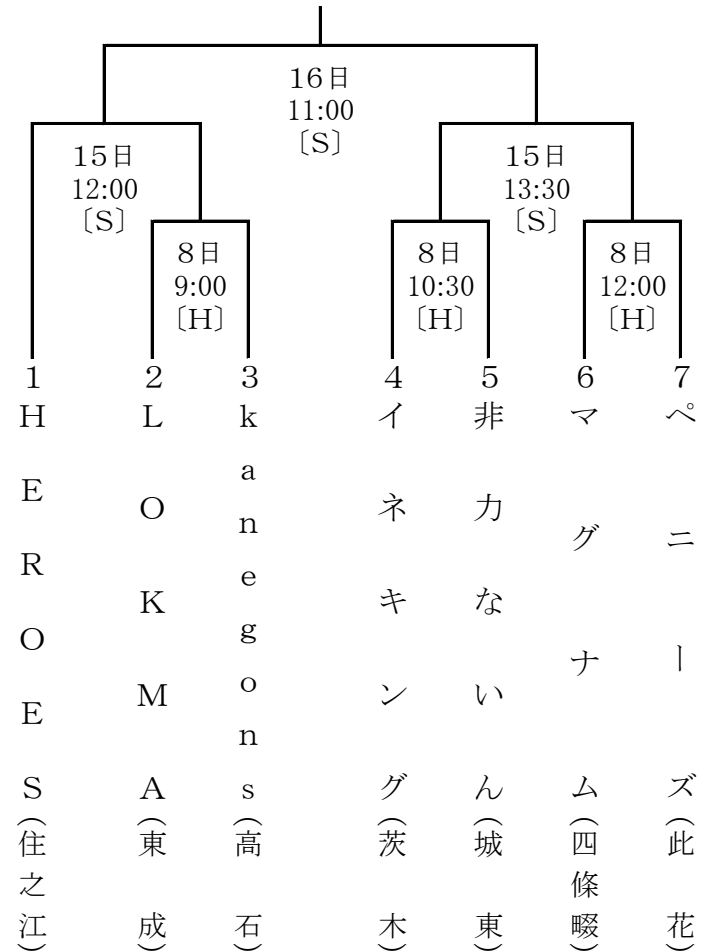 16日
11:00
〔S〕
15日
12:00
〔S〕
15日
13:30
〔S〕
8日
9:00
〔H〕
8日
10:30
〔H〕
8日
12:00
〔H〕
1
HEROES(住之江)
2
LOKMA(東成)
3
kanegons(高石)
4
イネキング(茨木)
5
非力ないん(城東)
6
マグナム(四條畷)
7
ペニーズ(此花)